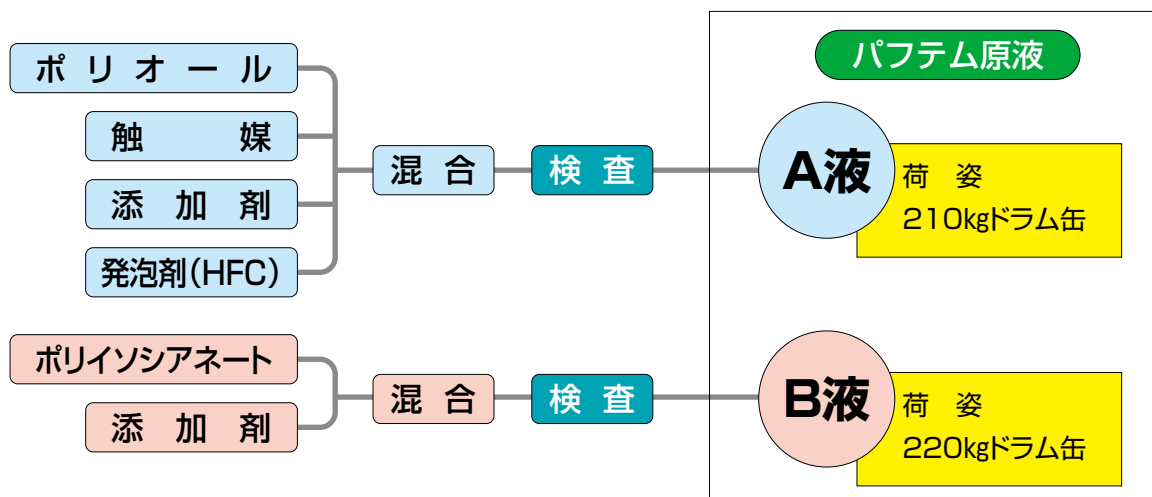 ポリオール
触媒
添加剤
発泡剤(HFC)
混合
検査
パフテム原液
A液
荷姿
210kgドラム缶
ポリイソシアネート
添加剤
混合
検査
B液
荷姿
220kgドラム缶